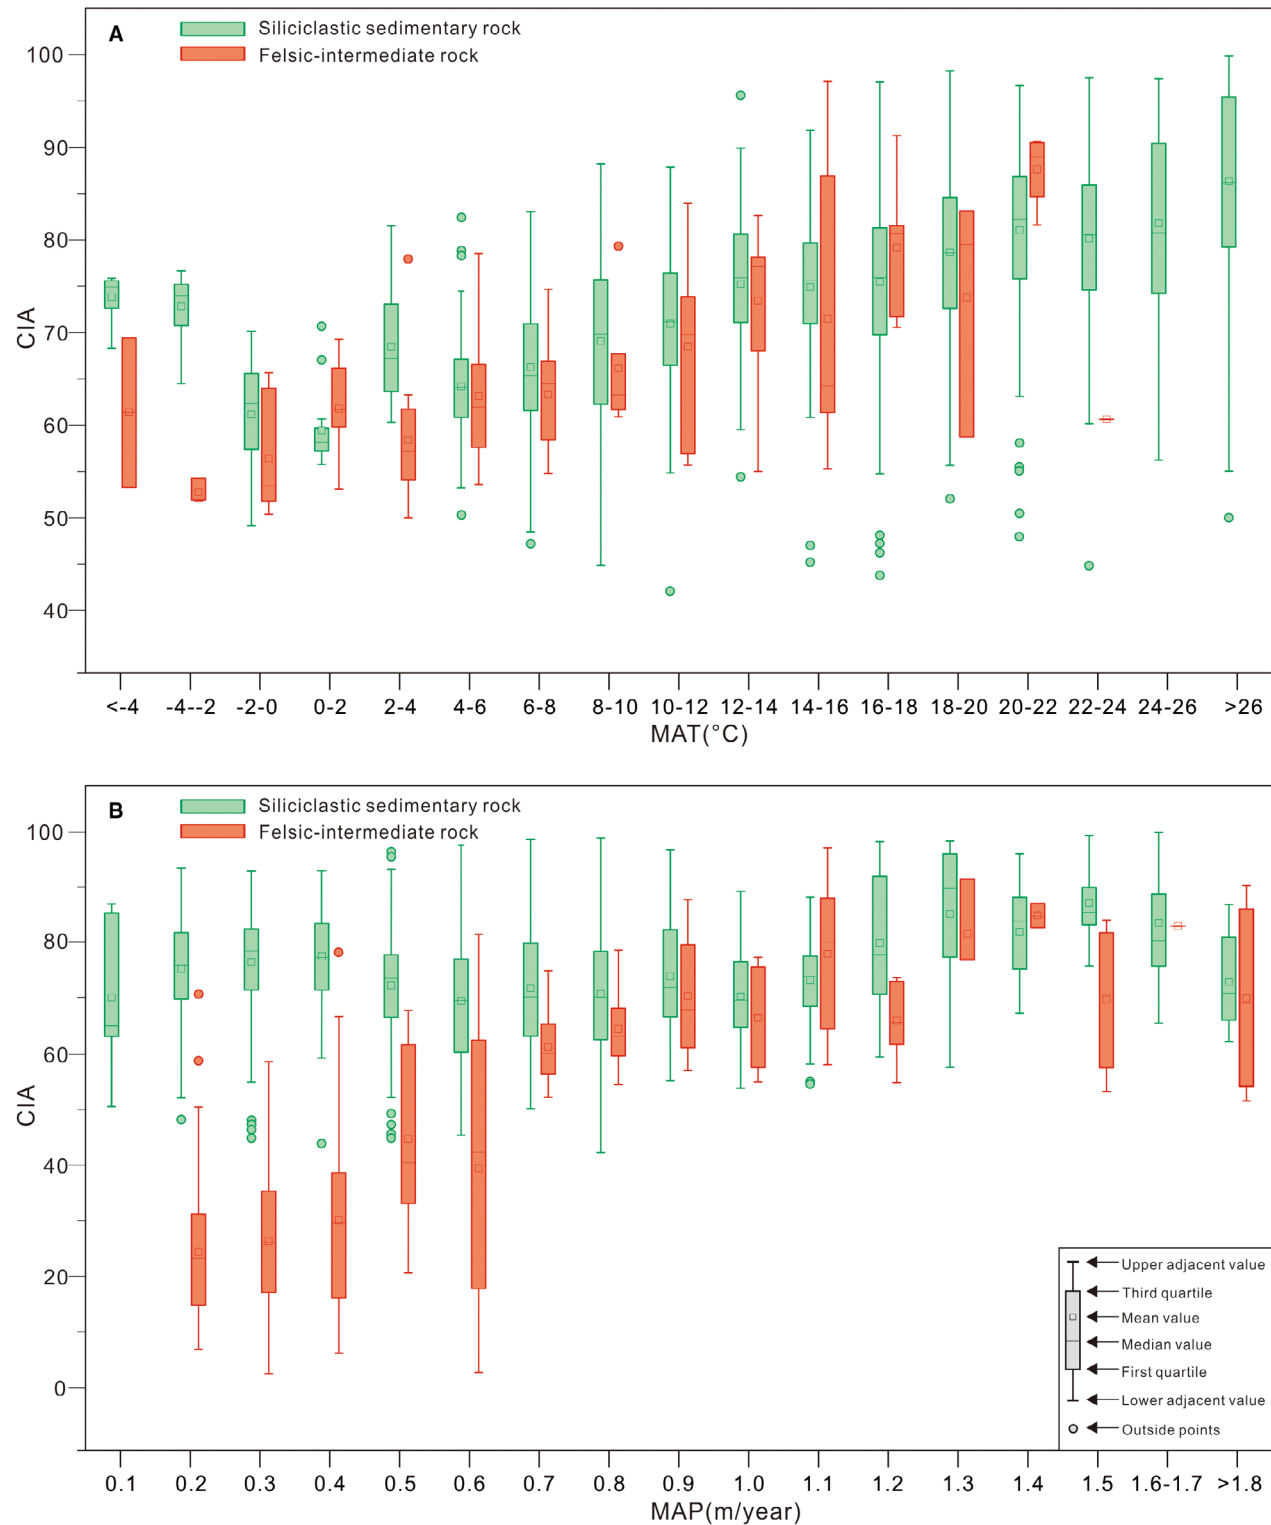 A
Siliciclastic sedimentary rock
Felsic-intermediate rock
100
90
80
70
60
50
40
CIA
<-4 -4--2 -2-0 0-2 2-4 4-6 6-8 8-10 10-12 12-14 14-16 16-18 18-20 20-22 22-24 24-26 >26
MAT(°C)
B
Siliciclastic sedimentary rock
Felsic-intermediate rock
100
80
60
40
20
0
CIA
Upper adjacent value
Third quartile
Mean value
Median value
First quartile
Lower adjacent value
Outside points
0.1 0.2 0.3 0.4 0.5 0.6 0.7 0.8 0.9 1.0 1.1 1.2 1.3 1.4 1.5 1.6-1.7 >1.8
MAP(m/year)